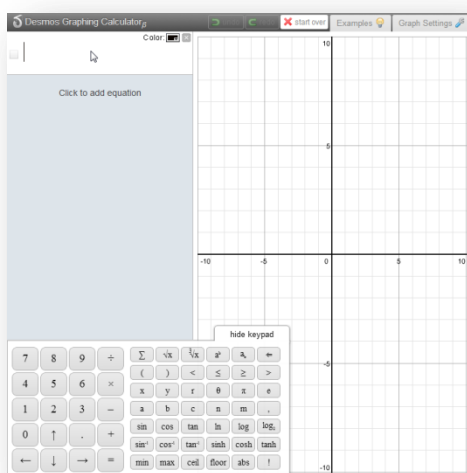 Desmos Graphing Calculatorβ
start over
Examples
Graph Settings
Color:
Click to add equation
10
5
-10 -5 0 5 10
-5
-10
hide keypad
7 8 9 ÷ ∑ √x ∛x aᵇ
4 5 6 × ( ) < ≤ ≥ >
x y r θ π e
1 2 3 – a b c n m ,
0 ↑ . + sin cos tan ln log
sin⁻¹ cos⁻¹ tan⁻¹ sinh cosh tanh
← ↓ → = min max ceil floor abs !